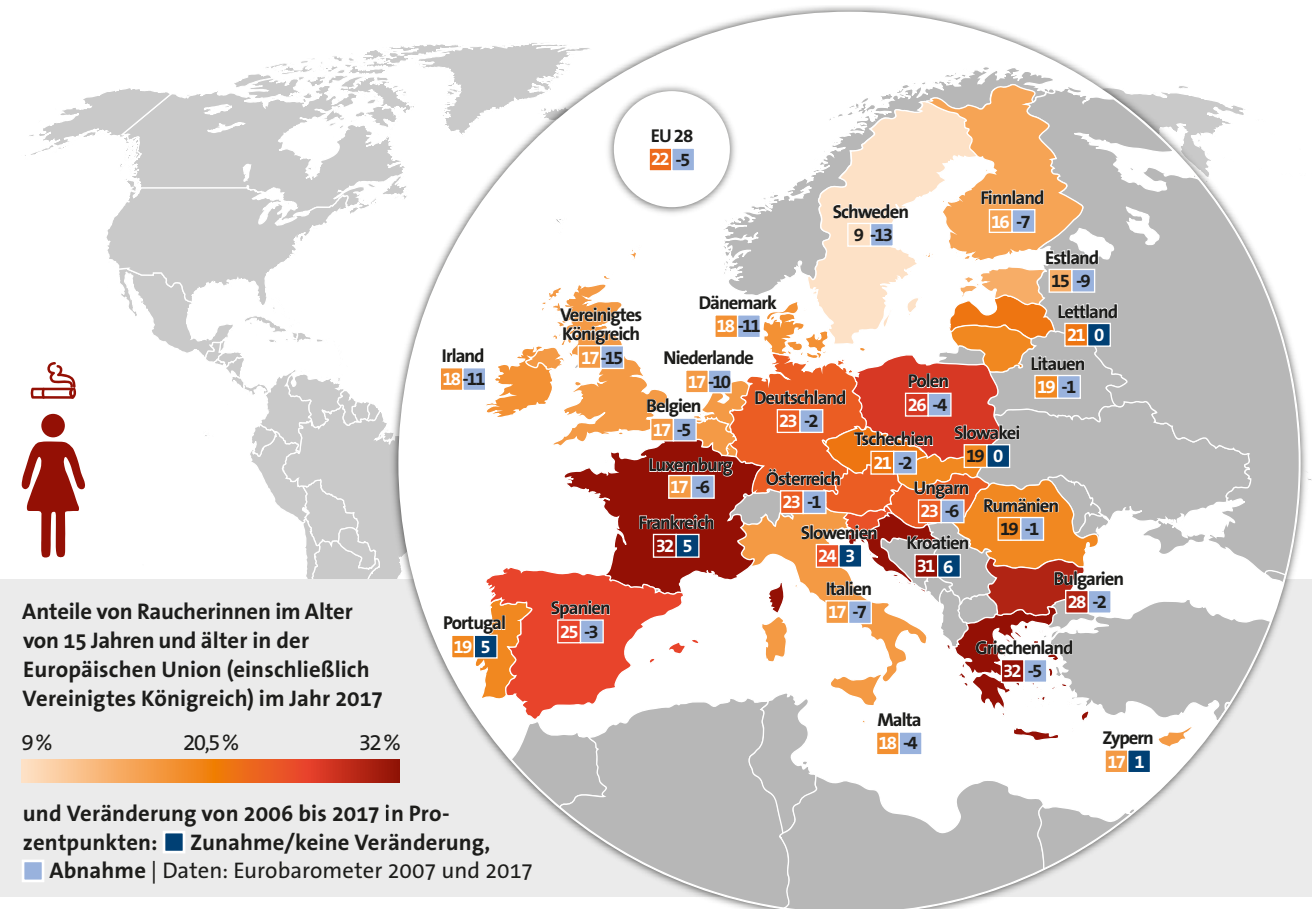 EU 28
22 -5
Schweden
9 -13
Finnland
16 -7
Estland
15 -9
Lettland
21 0
Litauen
19 -1
Dänemark
18 -11
Vereinigtes
Königreich
17 -15
Irland
18 -11
Niederlande
17 -10
Belgien
17 -5
Deutschland
23 -2
Polen
26 -4
Tschechien
21 -2
Slowakei
19 0
Luxemburg
17 -6
Österreich
23 -1
Ungarn
23 -6
Rumänien
19 -1
Frankreich
32 5
Slowenien
24 3
Kroatien
31 6
Bulgarien
28 -2
Italien
17 -7
Spanien
25 -3
Portugal
19 5
Griechenland
32 -5
Malta
18 -4
Zypern
17 1
Anteile von Raucherinnen im Alter
von 15 Jahren und älter in der
Europäischen Union (einschließlich
Vereinigtes Königreich) im Jahr 2017
9 % 20,5 % 32 %
und Veränderung von 2006 bis 2017 in Pro-
zentpunkten: Zunahme/keine Veränderung,
Abnahme | Daten: Eurobarometer 2007 und 2017